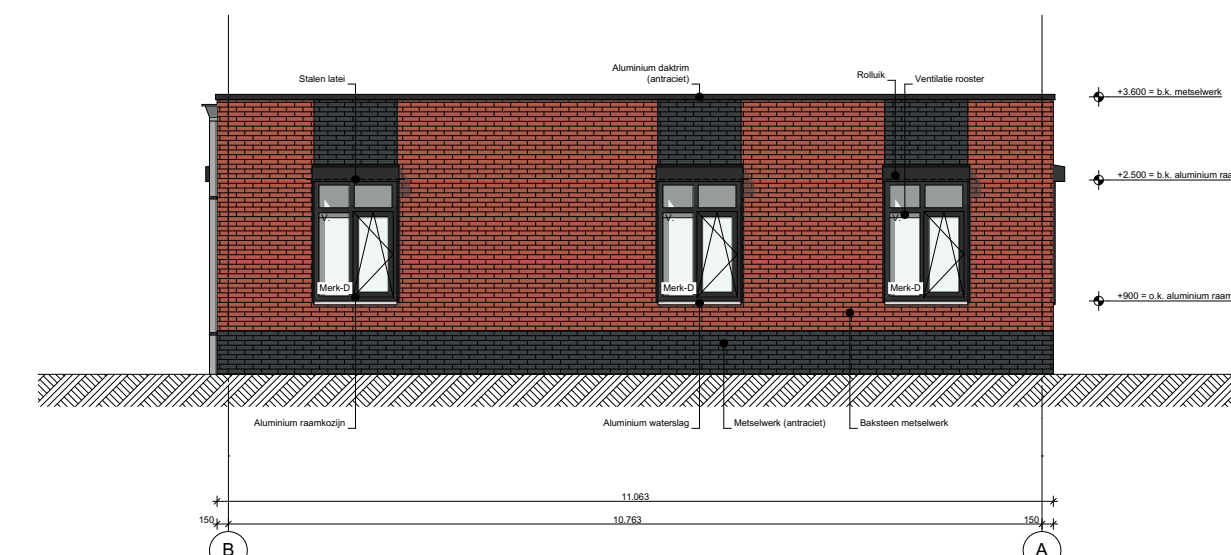 Aluminium daktrim
(antraciet)
Stalen latei
Rolluik
Ventilatie rooster
+3.600 = b.k. metselwerk
+2.500 = b.k. aluminium raa
V.
V.
V.
Merk-D
Merk-D
Merk-D
+900 = o.k. aluminium raam
Aluminium raamkozijn
Aluminium waterslag
Metselwerk (antraciet)
Baksteen metselwerk
11.063
150
10.763
150
B
A